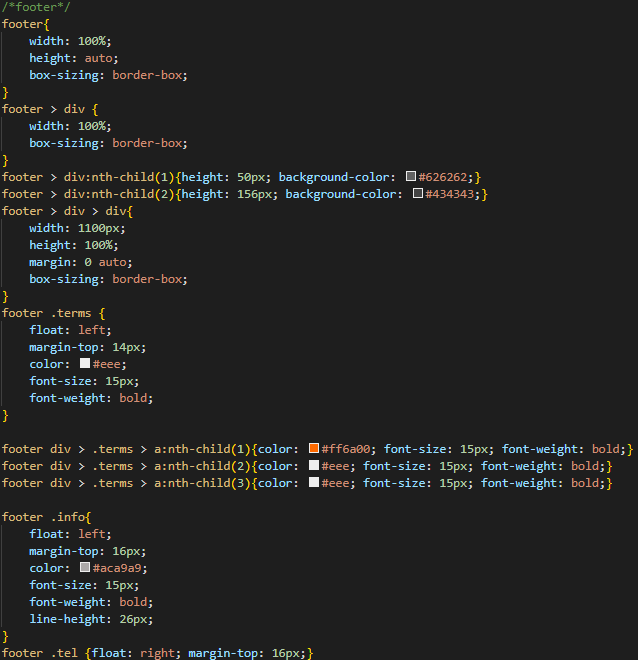 /*footer*/
footer{
    width: 100%;
    height: auto;
    box-sizing: border-box;
}
footer > div {
    width: 100%;
    box-sizing: border-box;
}
footer > div:nth-child(1){height: 50px; background-color: #626262;}
footer > div:nth-child(2){height: 156px; background-color: #434343;}
footer > div > div{
    width: 1100px;
    height: 100%;
    margin: 0 auto;
    box-sizing: border-box;
}
footer .terms {
    float: left;
    margin-top: 14px;
    color: #eee;
    font-size: 15px;
    font-weight: bold;
}

footer div > .terms > a:nth-child(1){color: #ff6a00; font-size: 15px; font-weight: bold;}
footer div > .terms > a:nth-child(2){color: #eee; font-size: 15px; font-weight: bold;}
footer div > .terms > a:nth-child(3){color: #eee; font-size: 15px; font-weight: bold;}

footer .info{
    float: left;
    margin-top: 16px;
    color: #aca9a9;
    font-size: 15px;
    font-weight: bold;
    line-height: 26px;
}
footer .tel {float: right; margin-top: 16px;}